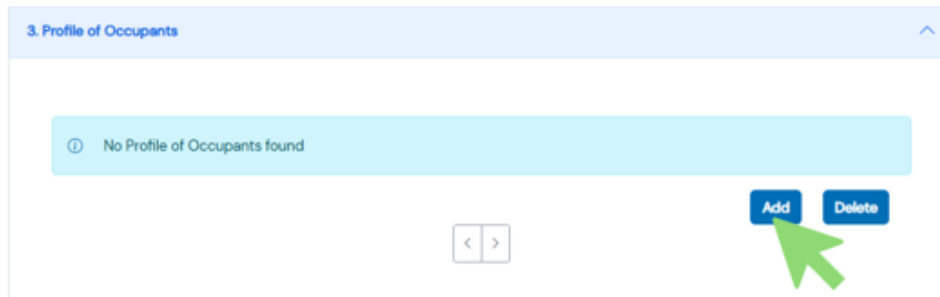 3. Profile of Occupants
No Profile of Occupants found
Add Delete